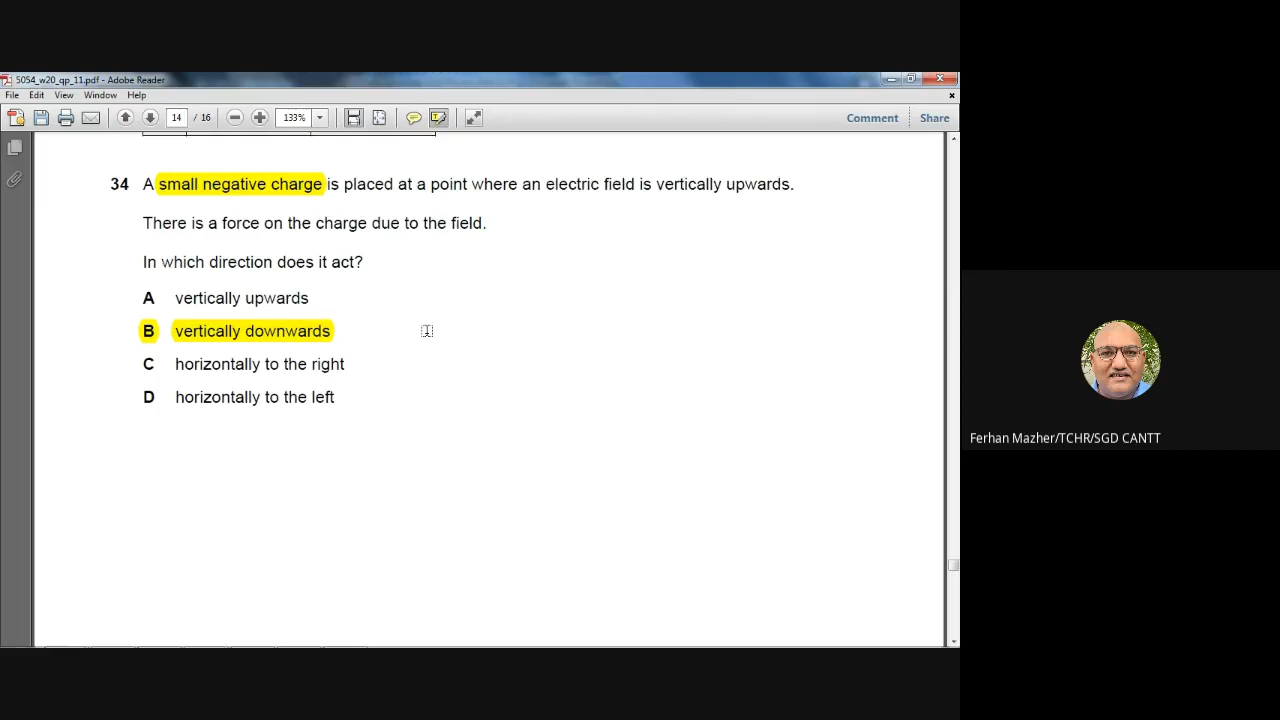 5054_w20_qp_11.pdf - Adobe Reader
File Edit View Window Help
14 / 16 133% Comment Share
34 A small negative charge is placed at a point where an electric field is vertically upwards.
There is a force on the charge due to the field.
In which direction does it act?
A vertically upwards
B vertically downwards
C horizontally to the right
D horizontally to the left
Ferhan Mazher/TCHR/SGD CANTT